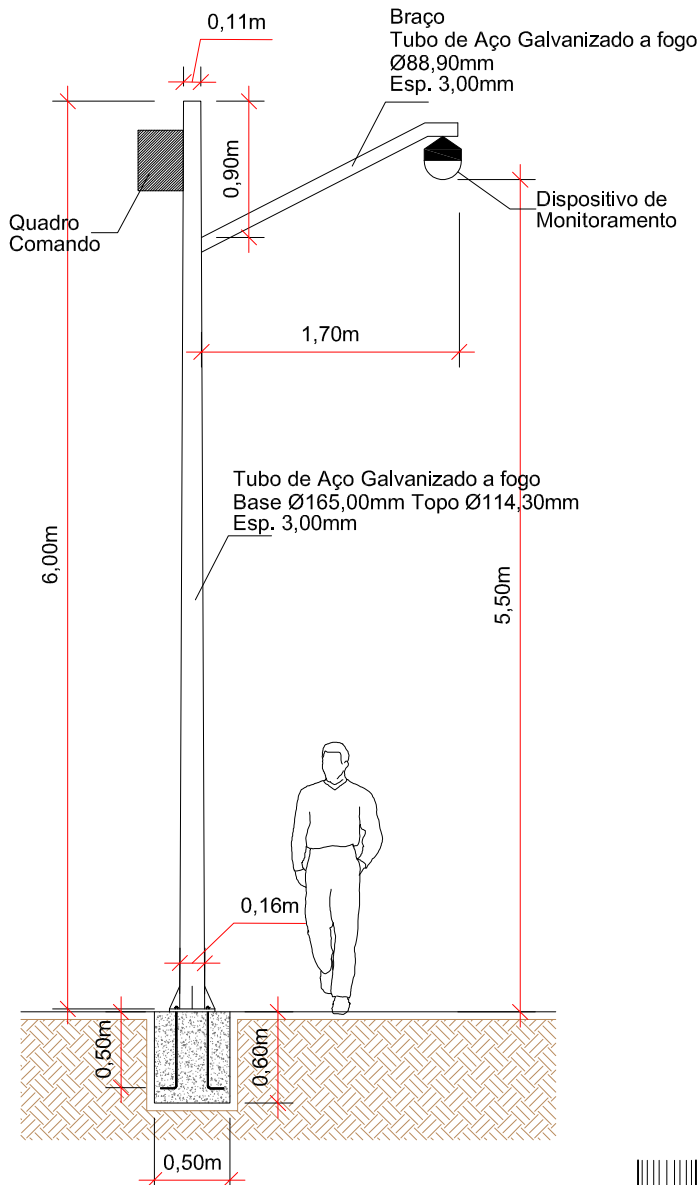 0,11m
Braço
Tubo de Aço Galvanizado a fogo
Ø88,90mm
Esp. 3,00mm
0,90m
Quadro
Comando
Dispositivo de
Monitoramento
1,70m
Tubo de Aço Galvanizado a fogo
Base Ø165,00mm Topo Ø114,30mm
Esp. 3,00mm
6,00m
5,50m
0,16m
0,50m
0,60m
0,50m